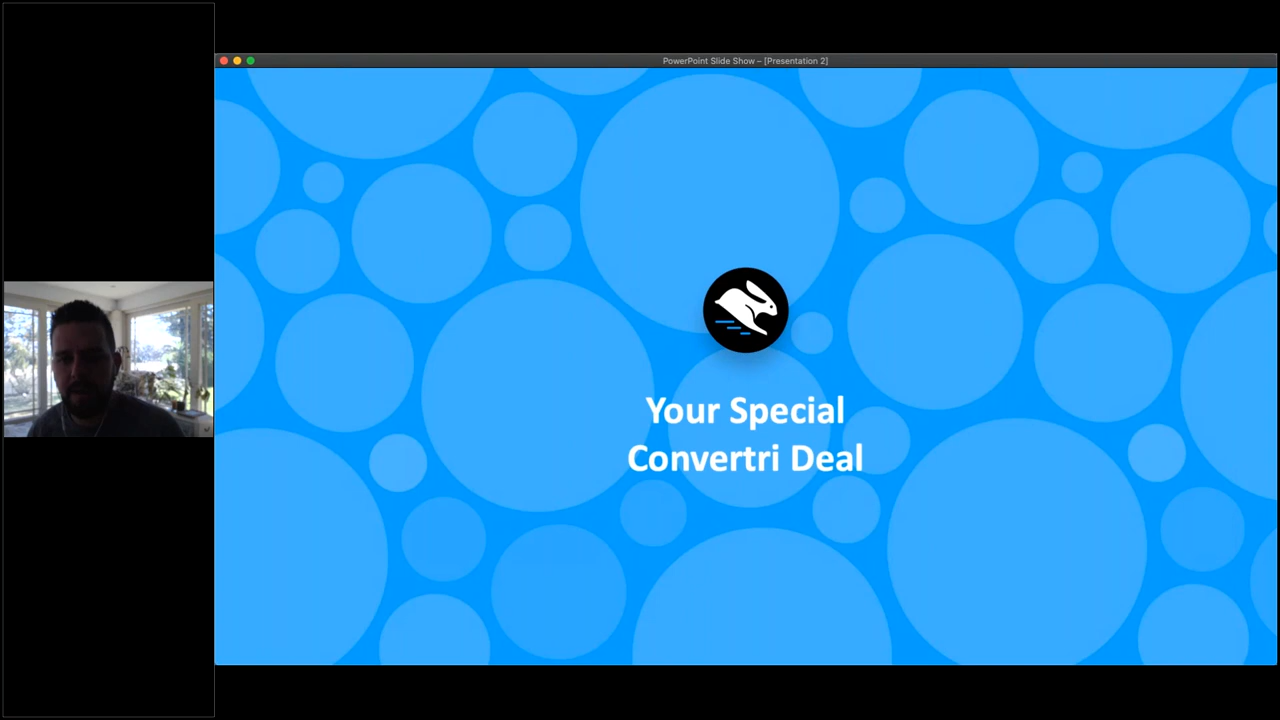 PowerPoint Slide Show – [Presentation 2]
Your Special
Convertri Deal